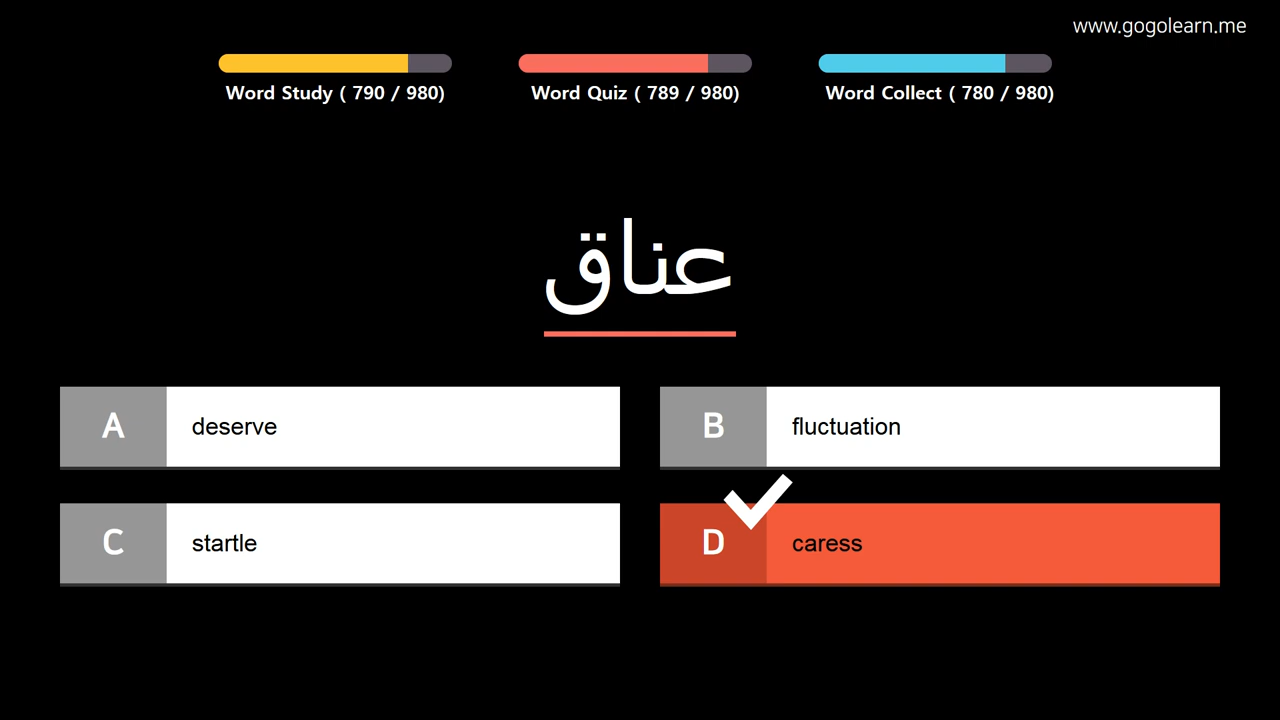 www.gogolearn.me
Word Study ( 790 / 980)
Word Quiz ( 789 / 980)
Word Collect ( 780 / 980)
عناق
A deserve
B fluctuation
C startle
D caress